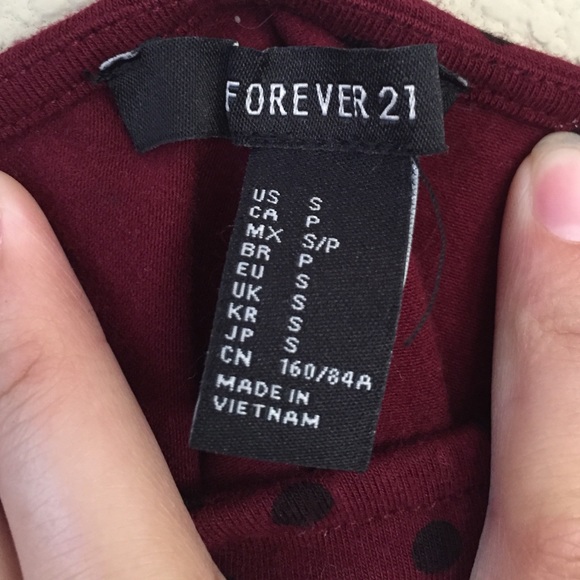 FOREVER 21
US S
CA P
MX S/P
BR P
EU S
UK S
KR S
JP S
CN 160/84A
MADE IN
VIETNAM